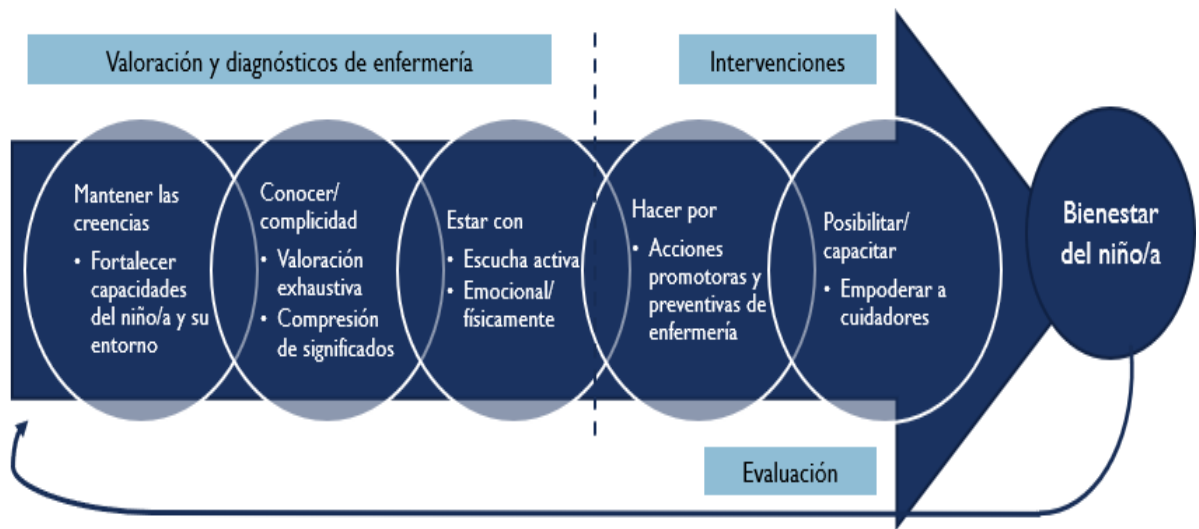 Valoración y diagnósticos de enfermería
Intervenciones
Mantener las
creencias
• Fortalecer
capacidades
del niño/a y su
entorno
Conocer/
complicidad
• Valoración
exhaustiva
• Compresión
de significados
Estar con
• Escucha activa
• Emocional/
físicamente
Hacer por
• Acciones
promotoras y
preventivas de
enfermería
Posibilitar/
capacitar
• Empoderar a
cuidadores
Bienestar
del niño/a
Evaluación